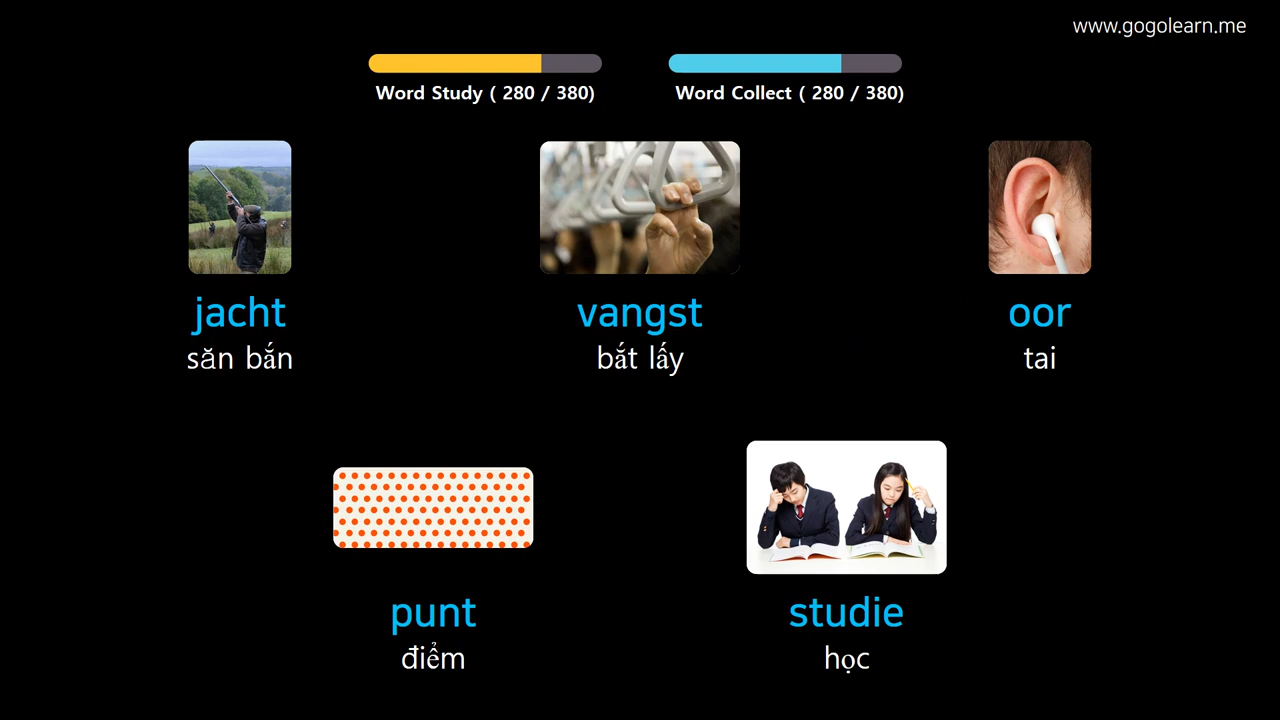 www.gogolearn.me
Word Study ( 280 / 380)
Word Collect ( 280 / 380)
jacht
săn bắn
vangst
bắt lấy
oor
tai
punt
điểm
studie
học